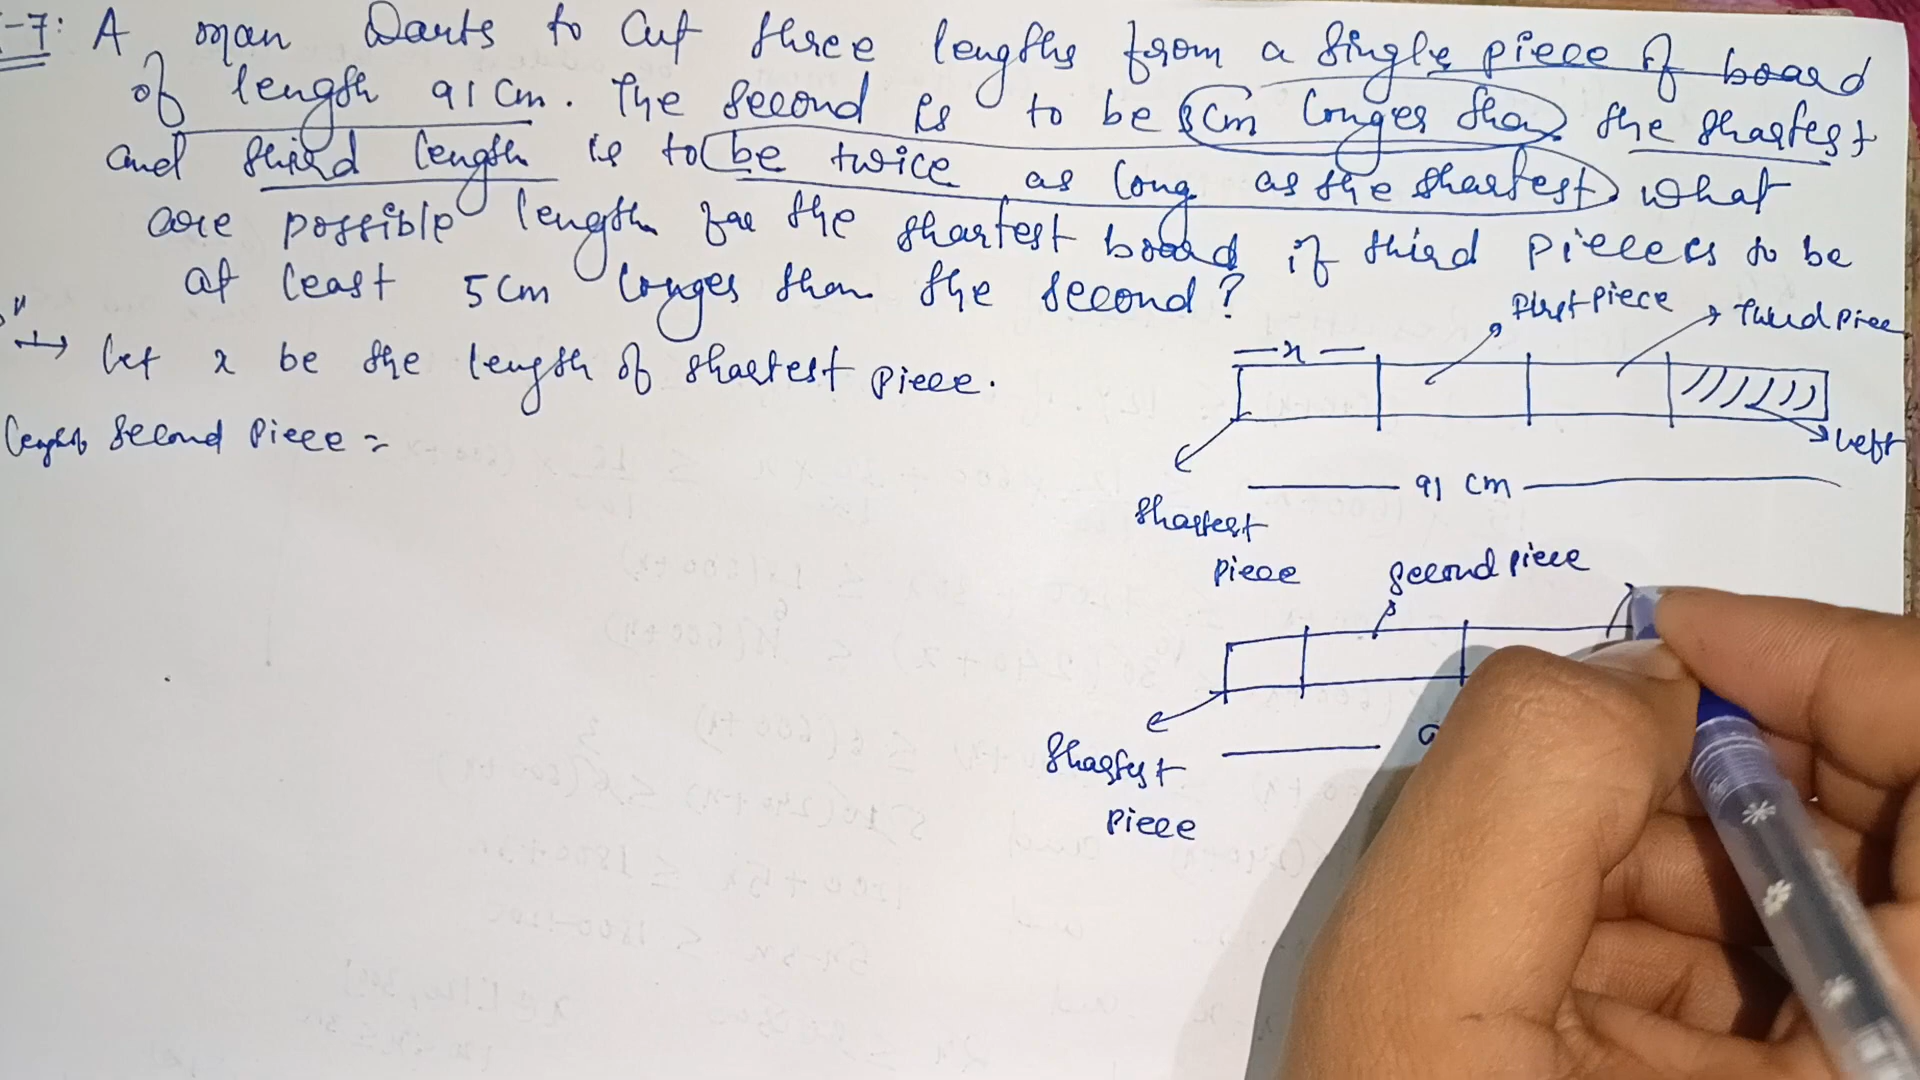 -7: A man wants to Cut three lengths from a single piece of board
of length 91 Cm. The second is to be 3 Cm longer than the shortest
and third length is to be twice as long as the shortest. what
are possible length for the shortest board if third piece is to be
at least 5 Cm longer than the second?
let x be the length of shortest piece.
First piece
Third piec
x
Left
Length second piece =
91 Cm
Shortest
piece
second piece
Shortest
piece